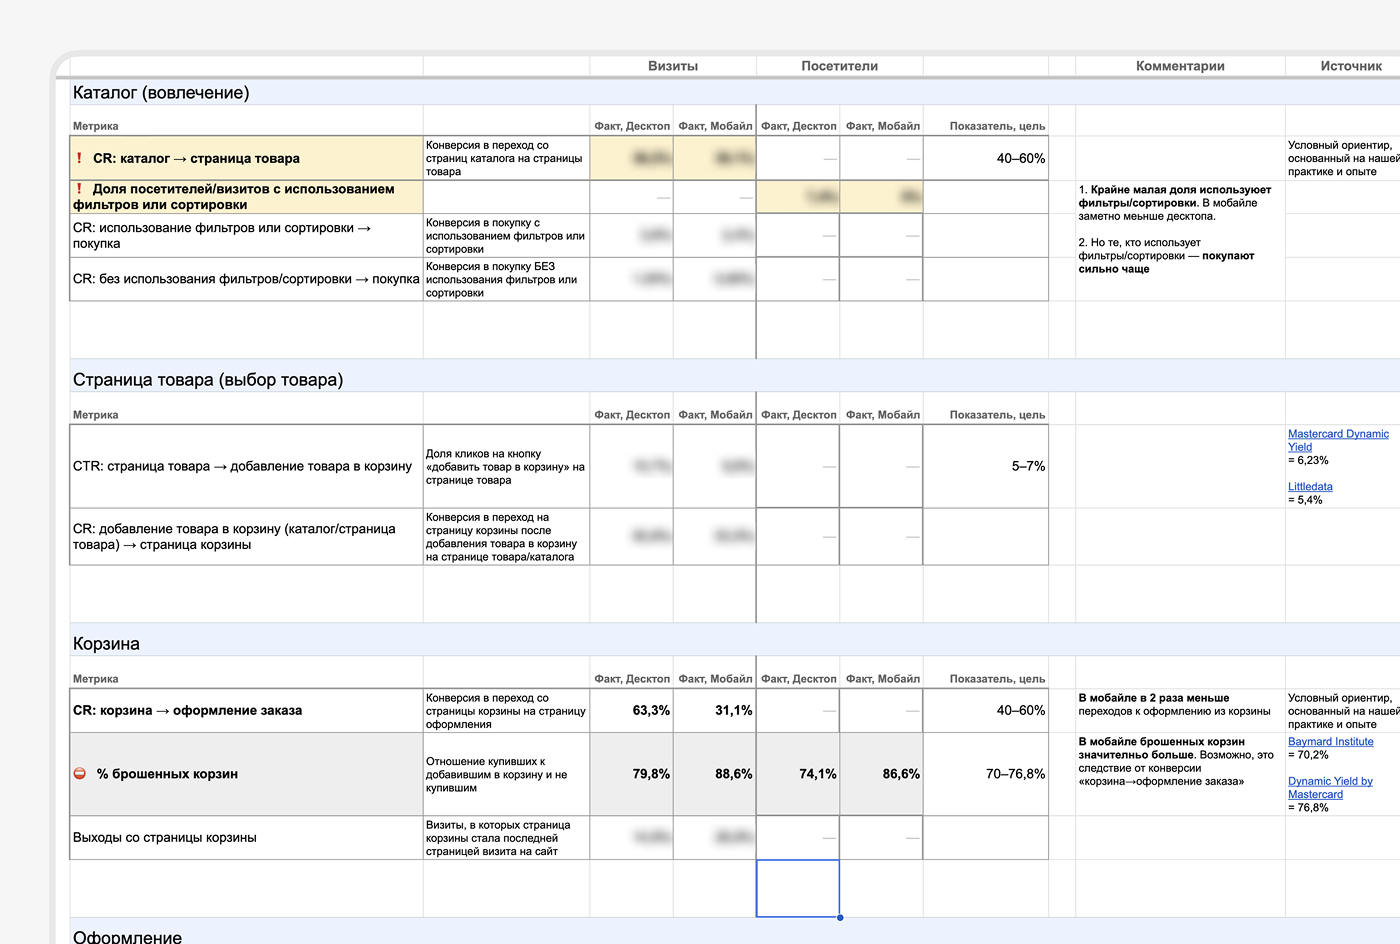 Визиты
Посетители
Комментарии
Источник
Каталог (вовлечение)
Метрика
Факт, Десктоп
Факт, Мобайл
Факт, Десктоп
Факт, Мобайл
Показатель, цель
❗ CR: каталог → страница товара
Конверсия в переход со
страниц каталога на страницы
товара
—
—
40–60%
Условный ориентир,
основанный на нашей
практике и опыте
❗ Доля посетителей/визитов с использованием
фильтров или сортировки
—
—
1. Крайне малая доля используюет
фильтры/сортировки. В мобайле
заметно меьньше десктопа.
2. Но те, кто использует
фильтры/сортировки — покупают
сильно чаще
CR: использование фильтров или сортировки →
покупка
Конверсия в покупку с
использованием фильтров или
сортировки
—
—
CR: без использования фильтров/сортировки → покупка
Конверсия в покупку БЕЗ
использования фильтров или
сортировки
—
—
Страница товара (выбор товара)
Метрика
Факт, Десктоп
Факт, Мобайл
Факт, Десктоп
Факт, Мобайл
Показатель, цель
CTR: страница товара → добавление товара в корзину
Доля кликов на кнопку
«добавить товар в корзину» на
странице товара
—
—
5–7%
Mastercard Dynamic
Yield
= 6,23%
Littledata
= 5,4%
CR: добавление товара в корзину (каталог/страница
товара) → страница корзины
Конверсия в переход на
страницу корзины после
добавления товара в корзину
на странице товара/каталога
—
—
Корзина
Метрика
Факт, Десктоп
Факт, Мобайл
Факт, Десктоп
Факт, Мобайл
Показатель, цель
CR: корзина → оформление заказа
Конверсия в переход со
страницы корзины на страницу
оформления
63,3%
31,1%
—
—
40–60%
В мобайле в 2 раза меньше
переходов к оформлению из корзины
Условный ориентир,
основанный на нашей
практике и опыте
⛔ % брошенных корзин
Отношение купивших к
добавившим в корзину и не
купившим
79,8%
88,6%
74,1%
86,6%
70–76,8%
В мобайле брошенных корзин
значителньо больше. Возможно, это
следствие от конверсии
«корзина→оформление заказа»
Baymard Institute
= 70,2%
Dynamic Yield by
Mastercard
= 76,8%
Выходы со страницы корзины
Визиты, в которых страница
корзины стала последней
страницей визита на сайт
—
—
Оформление